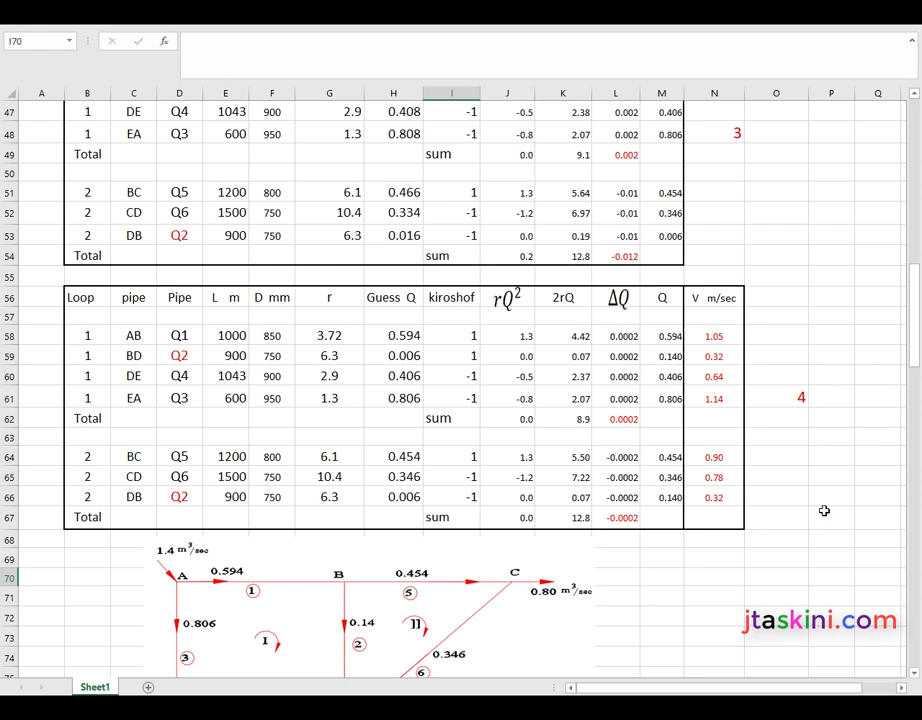 I70
fx
A B C D E F G H I J K L M N O P Q
47 1 DE Q4 1043 900 2.9 0.408 -1 -0.5 2.38 0.002 0.406
48 1 EA Q3 600 950 1.3 0.808 -1 -0.8 2.07 0.002 0.806 3
49 Total sum 0.0 9.1 0.002
50
51 2 BC Q5 1200 800 6.1 0.466 1 1.3 5.64 -0.01 0.454
52 2 CD Q6 1500 750 10.4 0.334 -1 -1.2 6.97 -0.01 0.346
53 2 DB Q2 900 750 6.3 0.016 -1 0.0 0.19 -0.01 0.006
54 Total sum 0.2 12.8 -0.012
55
56 Loop pipe Pipe L m D mm r Guess Q kiroshof rQ² 2rQ ΔQ Q V m/sec
57
58 1 AB Q1 1000 850 3.72 0.594 1 1.3 4.42 0.0002 0.594 1.05
59 1 BD Q2 900 750 6.3 0.006 1 0.0 0.07 0.0002 0.140 0.32
60 1 DE Q4 1043 900 2.9 0.406 -1 -0.5 2.37 0.0002 0.406 0.64
61 1 EA Q3 600 950 1.3 0.806 -1 -0.8 2.07 0.0002 0.806 1.14 4
62 Total sum 0.0 8.9 0.0002
63
64 2 BC Q5 1200 800 6.1 0.454 1 1.3 5.50 -0.0002 0.454 0.90
65 2 CD Q6 1500 750 10.4 0.346 -1 -1.2 7.22 -0.0002 0.346 0.78
66 2 DB Q2 900 750 6.3 0.006 -1 0.0 0.07 -0.0002 0.140 0.32
67 Total sum 0.0 12.8 -0.0002
68
69 1.4 m³/sec
70 A 0.594 B 0.454 C
71 1 5 0.80 m³/sec
72 0.806 0.14 II
73 I 2 jtaskini.com
74 3 0.346
6
Sheet1